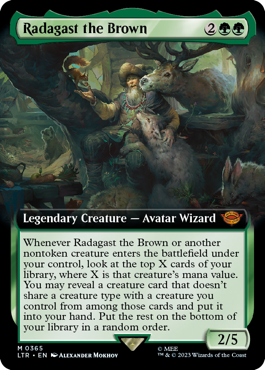 Radagast the Brown 2
Legendary Creature — Avatar Wizard
Whenever Radagast the Brown or another
nontoken creature enters the battlefield under
your control, look at the top X cards of your
library, where X is that creature's mana value.
You may reveal a creature card that doesn't
share a creature type with a creature you
control from among those cards and put it
into your hand. Put the rest on the bottom of
your library in a random order.
2/5
M 0365 © MEE
LTR • EN Alexander Mokhov ™ & © 2023 Wizards of the Coast